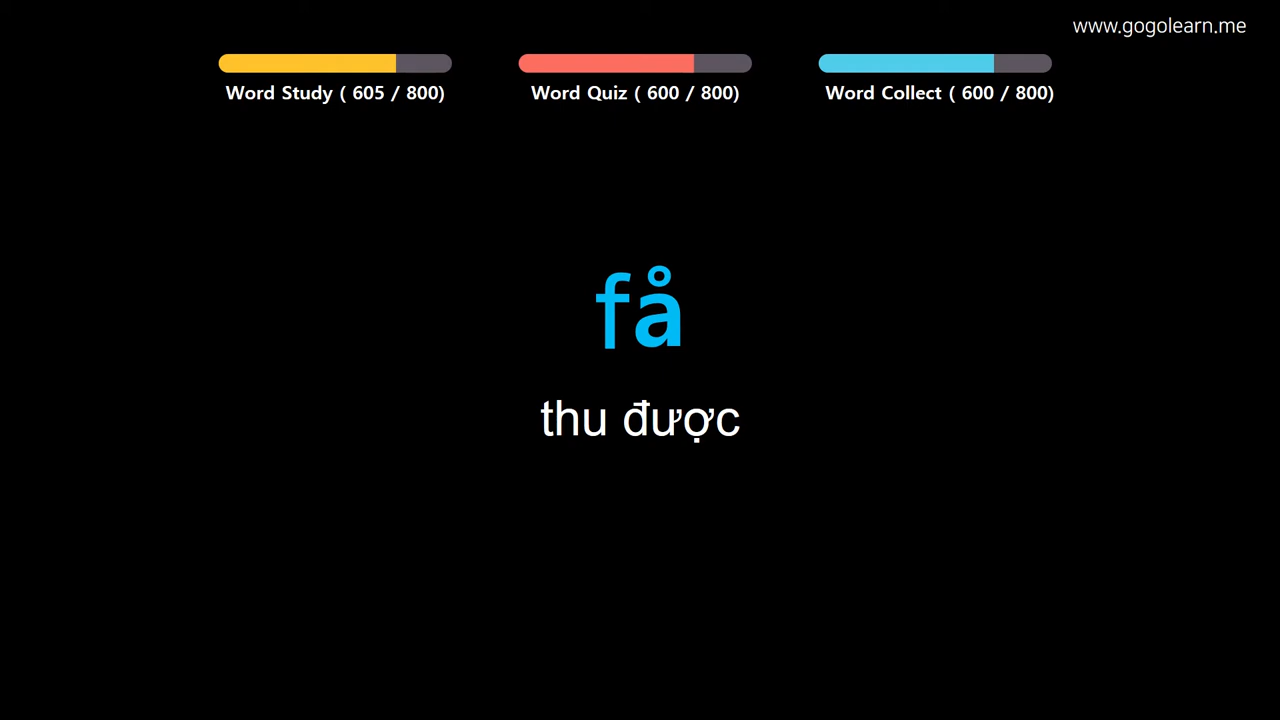 www.gogolearn.me
Word Study ( 605 / 800)
Word Quiz ( 600 / 800)
Word Collect ( 600 / 800)
få
thu được